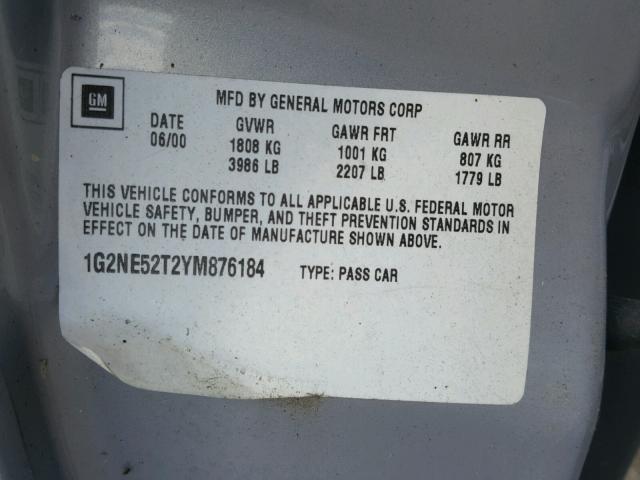 GM
MFD BY GENERAL MOTORS CORP
DATE GVWR GAWR FRT GAWR RR
06/00 1808 KG 1001 KG 807 KG
3986 LB 2207 LB 1779 LB
THIS VEHICLE CONFORMS TO ALL APPLICABLE U.S. FEDERAL MOTOR
VEHICLE SAFETY, BUMPER, AND THEFT PREVENTION STANDARDS IN
EFFECT ON THE DATE OF MANUFACTURE SHOWN ABOVE.
1G2NE52T2YM876184 TYPE: PASS CAR